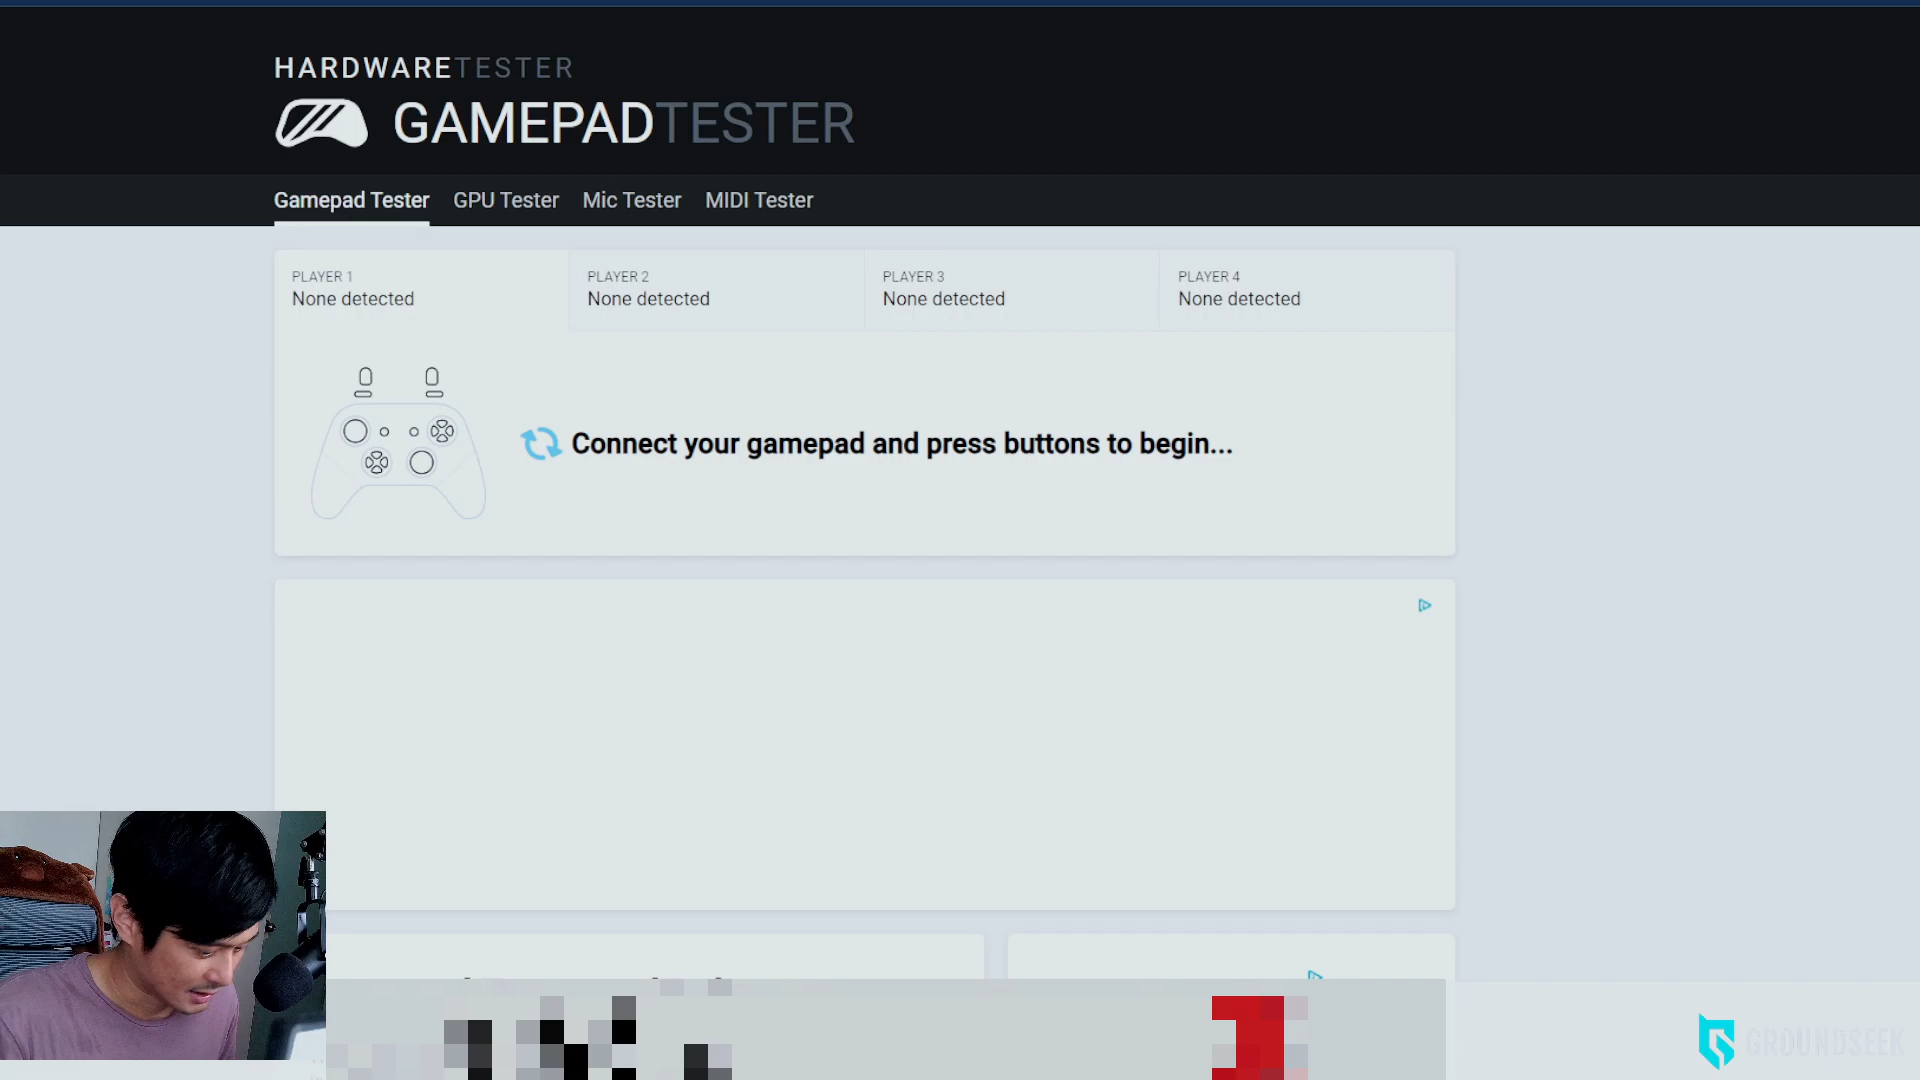 HARDWARETESTER
GAMEPADTESTER
Gamepad Tester GPU Tester Mic Tester MIDI Tester
PLAYER 1 PLAYER 2 PLAYER 3 PLAYER 4
None detected None detected None detected None detected
Connect your gamepad and press buttons to begin...
GROUNDSEEK